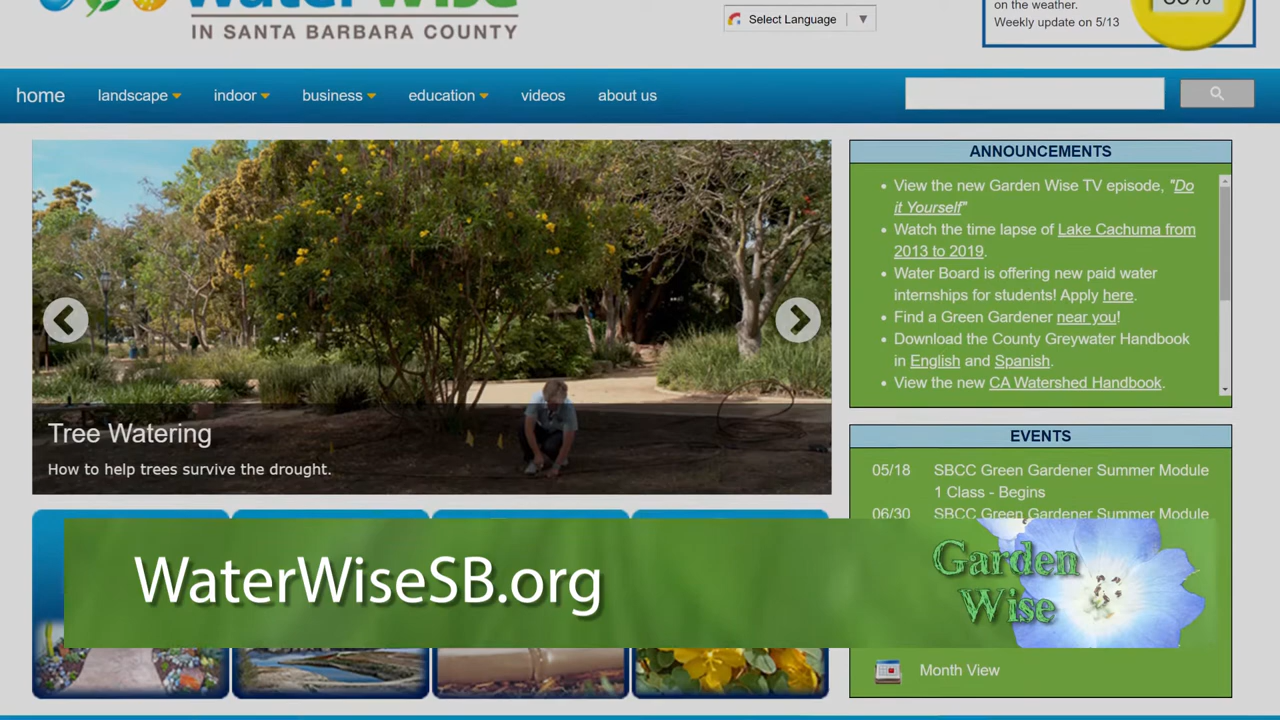 IN SANTA BARBARA COUNTY
Select Language
on the weather.
Weekly update on 5/13
home
landscape
indoor
business
education
videos
about us
Tree Watering
How to help trees survive the drought.
ANNOUNCEMENTS
View the new Garden Wise TV episode, "Do
it Yourself"
Watch the time lapse of Lake Cachuma from
2013 to 2019.
Water Board is offering new paid water
internships for students! Apply here.
Find a Green Gardener near you!
Download the County Greywater Handbook
in English and Spanish.
View the new CA Watershed Handbook.
EVENTS
05/18 SBCC Green Gardener Summer Module
1 Class - Begins
06/30 SBCC Green Gardener Summer Module
WaterWiseSB.org
Garden
Wise
Month View